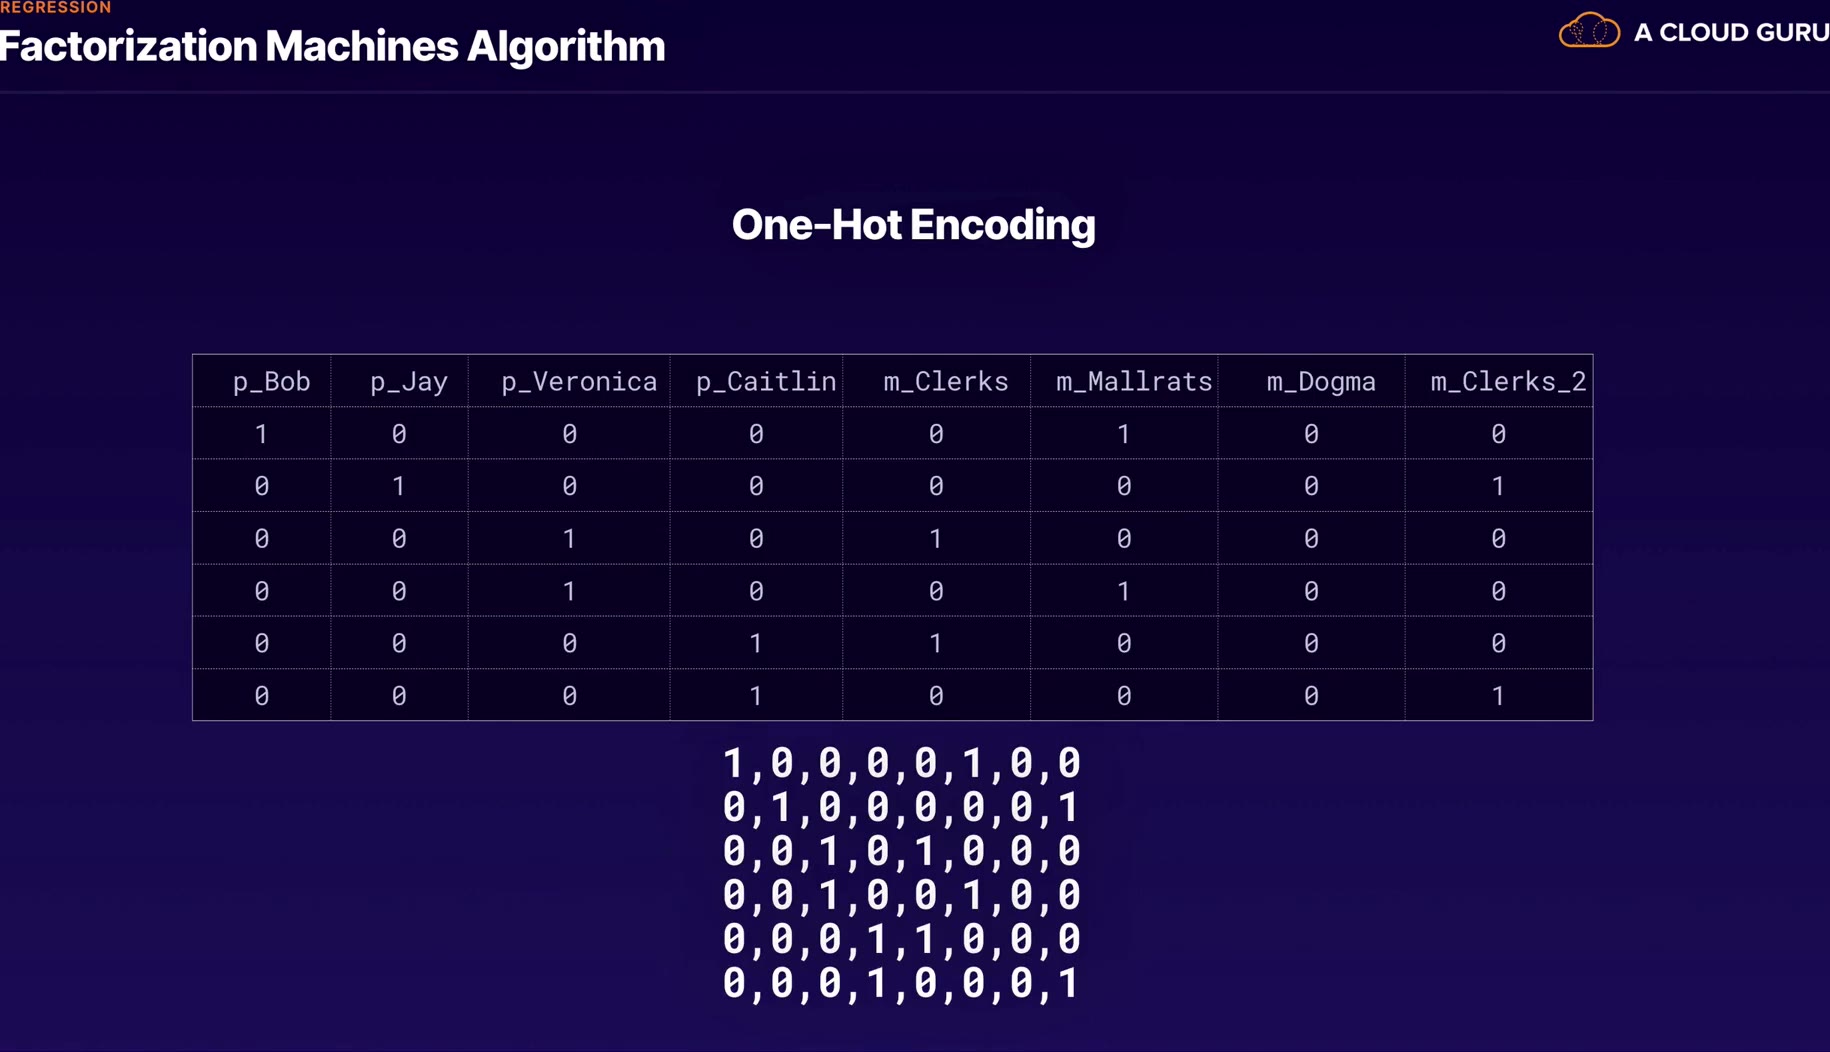 REGRESSION
Factorization Machines Algorithm
A CLOUD GURU
One-Hot Encoding
p_Bob p_Jay p_Veronica p_Caitlin m_Clerks m_Mallrats m_Dogma m_Clerks_2
1 0 0 0 0 1 0 0
0 1 0 0 0 0 0 1
0 0 1 0 1 0 0 0
0 0 1 0 0 1 0 0
0 0 0 1 1 0 0 0
0 0 0 1 0 0 0 1
1,0,0,0,0,1,0,0
0,1,0,0,0,0,0,1
0,0,1,0,1,0,0,0
0,0,1,0,0,1,0,0
0,0,0,1,1,0,0,0
0,0,0,1,0,0,0,1